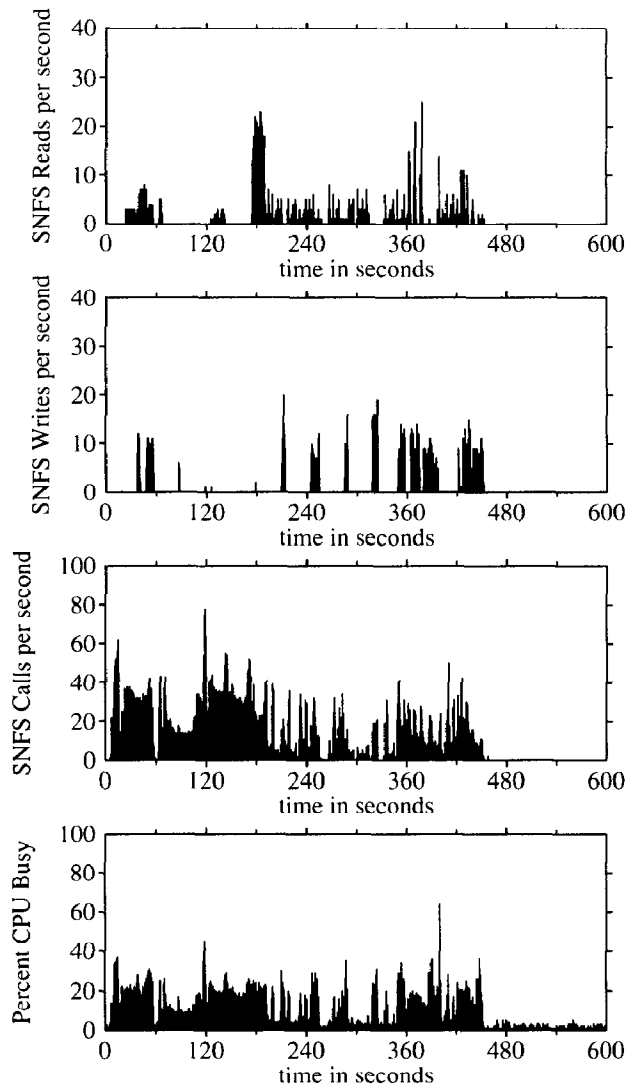 SNFS Reads per second
40
30
20
10
0
0 120 240 360 480 600
time in seconds
SNFS Writes per second
40
30
20
10
0
0 120 240 360 480 600
time in seconds
SNFS Calls per second
100
80
60
40
20
0
0 120 240 360 480 600
time in seconds
Percent CPU Busy
100
80
60
40
20
0
0 120 240 360 480 600
time in seconds